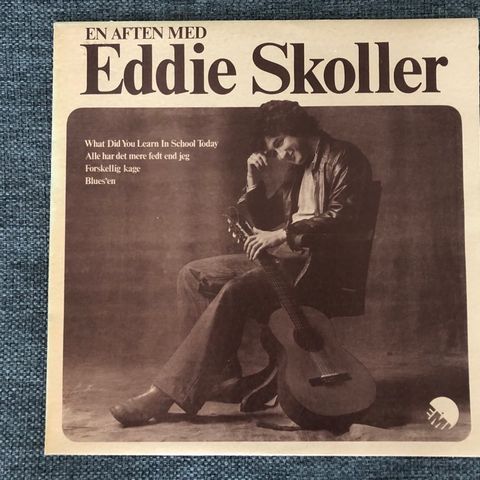 EN AFTEN MED
Eddie Skoller
What Did You Learn In School Today
Alle har det mere fedt end jeg
Forskellig kage
Blues'en
EMI